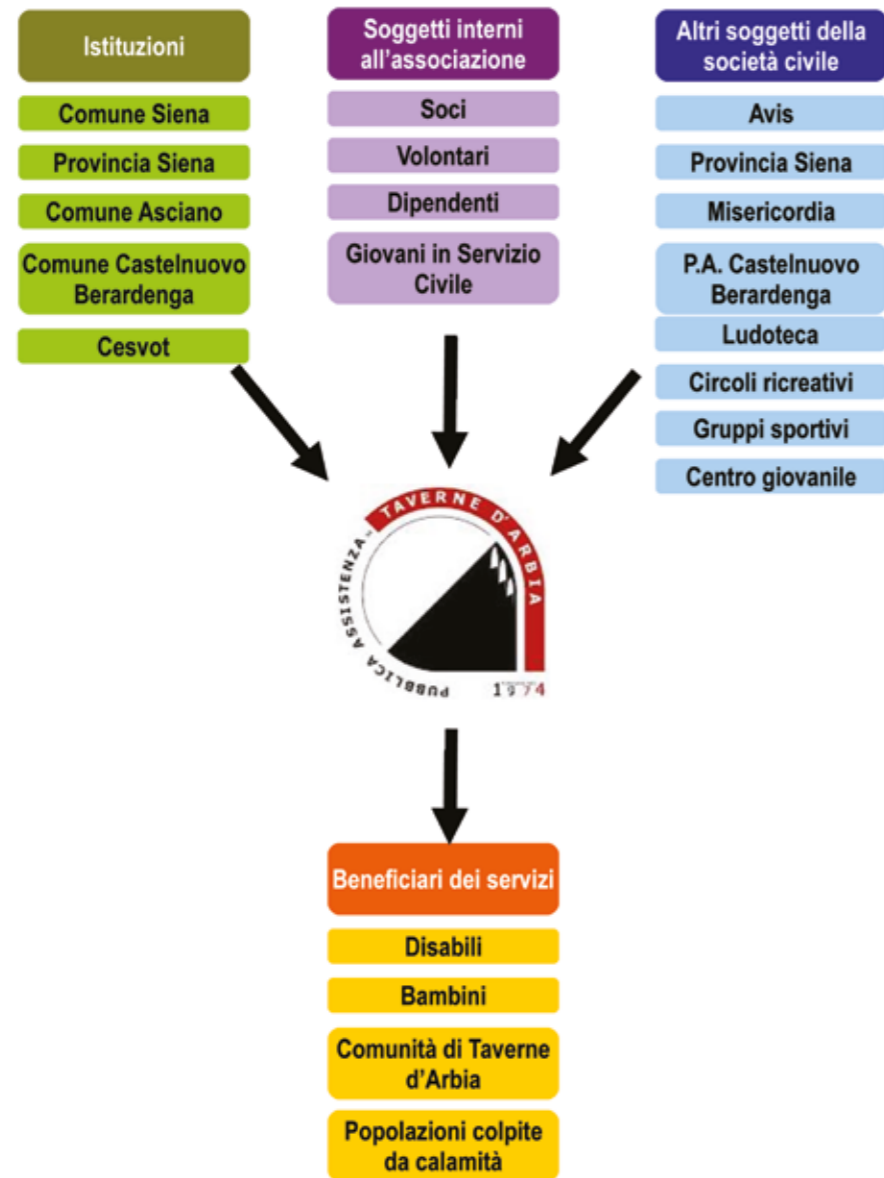 Istituzioni
Comune Siena
Provincia Siena
Comune Asciano
Comune Castelnuovo
Berardenga
Cesvot
Soggetti interni
all'associazione
Soci
Volontari
Dipendenti
Giovani in Servizio
Civile
Altri soggetti della
società civile
Avis
Provincia Siena
Misericordia
P.A. Castelnuovo
Berardenga
Ludoteca
Circoli ricreativi
Gruppi sportivi
Centro giovanile
PUBBLICA ASSISTENZA
TAVERNE D'ARBIA
1974
Beneficiari dei servizi
Disabili
Bambini
Comunità di Taverne
d'Arbia
Popolazioni colpite
da calamità